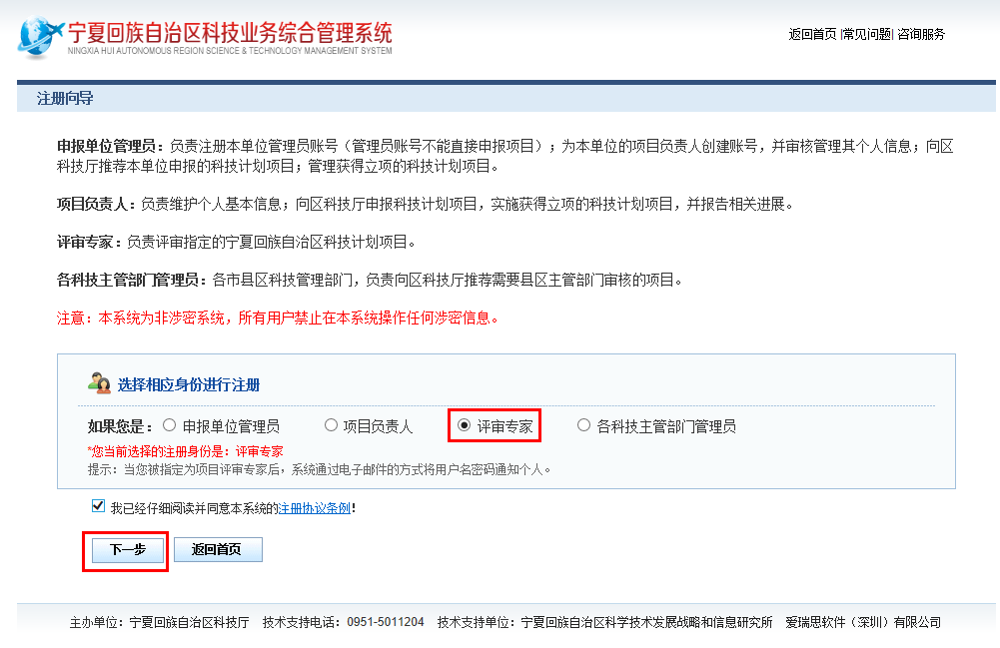 宁夏回族自治区科技业务综合管理系统
NINGXIA HUI AUTONOMOUS REGION SCIENCE & TECHNOLOGY MANAGEMENT SYSTEM
返回首页 |常见问题| 咨询服务
注册向导
申报单位管理员：负责注册本单位管理员账号（管理员账号不能直接申报项目）；为本单位的项目负责人创建账号，并审核管理其个人信息；向区
科技厅推荐本单位申报的科技计划项目；管理获得立项的科技计划项目。
项目负责人：负责维护个人基本信息；向区科技厅申报科技计划项目，实施获得立项的科技计划项目，并报告相关进展。
评审专家：负责评审指定的宁夏回族自治区科技计划项目。
各科技主管部门管理员：各市县区科技管理部门，负责向区科技厅推荐需要县区主管部门审核的项目。
注意：本系统为非涉密系统，所有用户禁止在本系统操作任何涉密信息。
选择相应身份进行注册
如果您是： 申报单位管理员 项目负责人 评审专家 各科技主管部门管理员
*您当前选择的注册身份是：评审专家
提示：当您被指定为项目评审专家后，系统通过电子邮件的方式将用户名密码通知个人。
我已经仔细阅读并同意本系统的注册协议条例！
下一步 返回首页
主办单位：宁夏回族自治区科技厅 技术支持电话：0951-5011204 技术支持单位：宁夏回族自治区科学技术发展战略和信息研究所 爱瑞思软件（深圳）有限公司